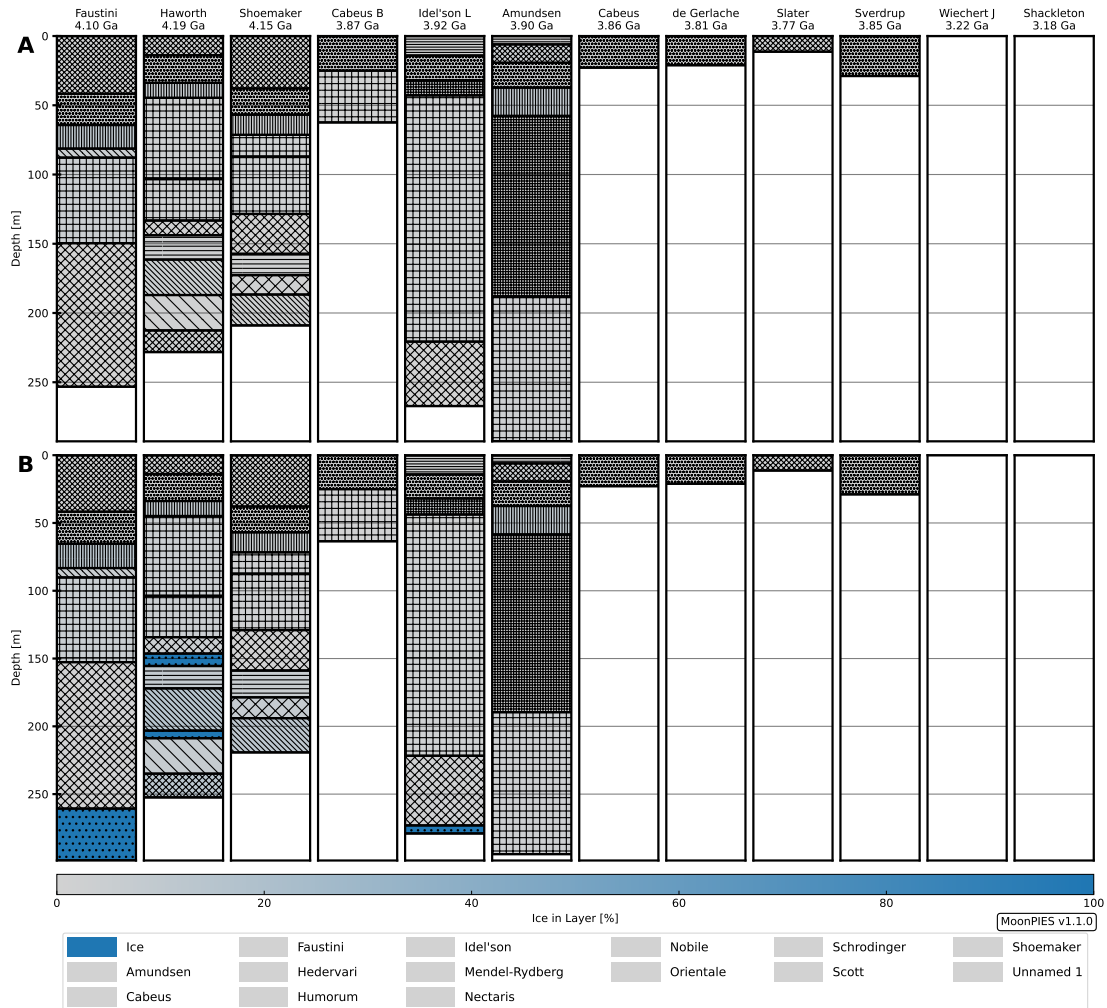 Faustini Haworth Shoemaker Cabeus B Idel'son L Amundsen Cabeus de Gerlache Slater Sverdrup Wiechert J Shackleton
4.10 Ga 4.19 Ga 4.15 Ga 3.87 Ga 3.92 Ga 3.90 Ga 3.86 Ga 3.81 Ga 3.77 Ga 3.85 Ga 3.22 Ga 3.18 Ga
A
0
50
100
150
200
250
Depth [m]
B
0
50
100
150
200
250
Depth [m]
0 20 40 60 80 100
Ice in Layer [%]
MoonPIES v1.1.0
Ice Faustini Idel'son Nobile Schrodinger Shoemaker
Amundsen Hedervari Mendel-Rydberg Orientale Scott Unnamed 1
Cabeus Humorum Nectaris